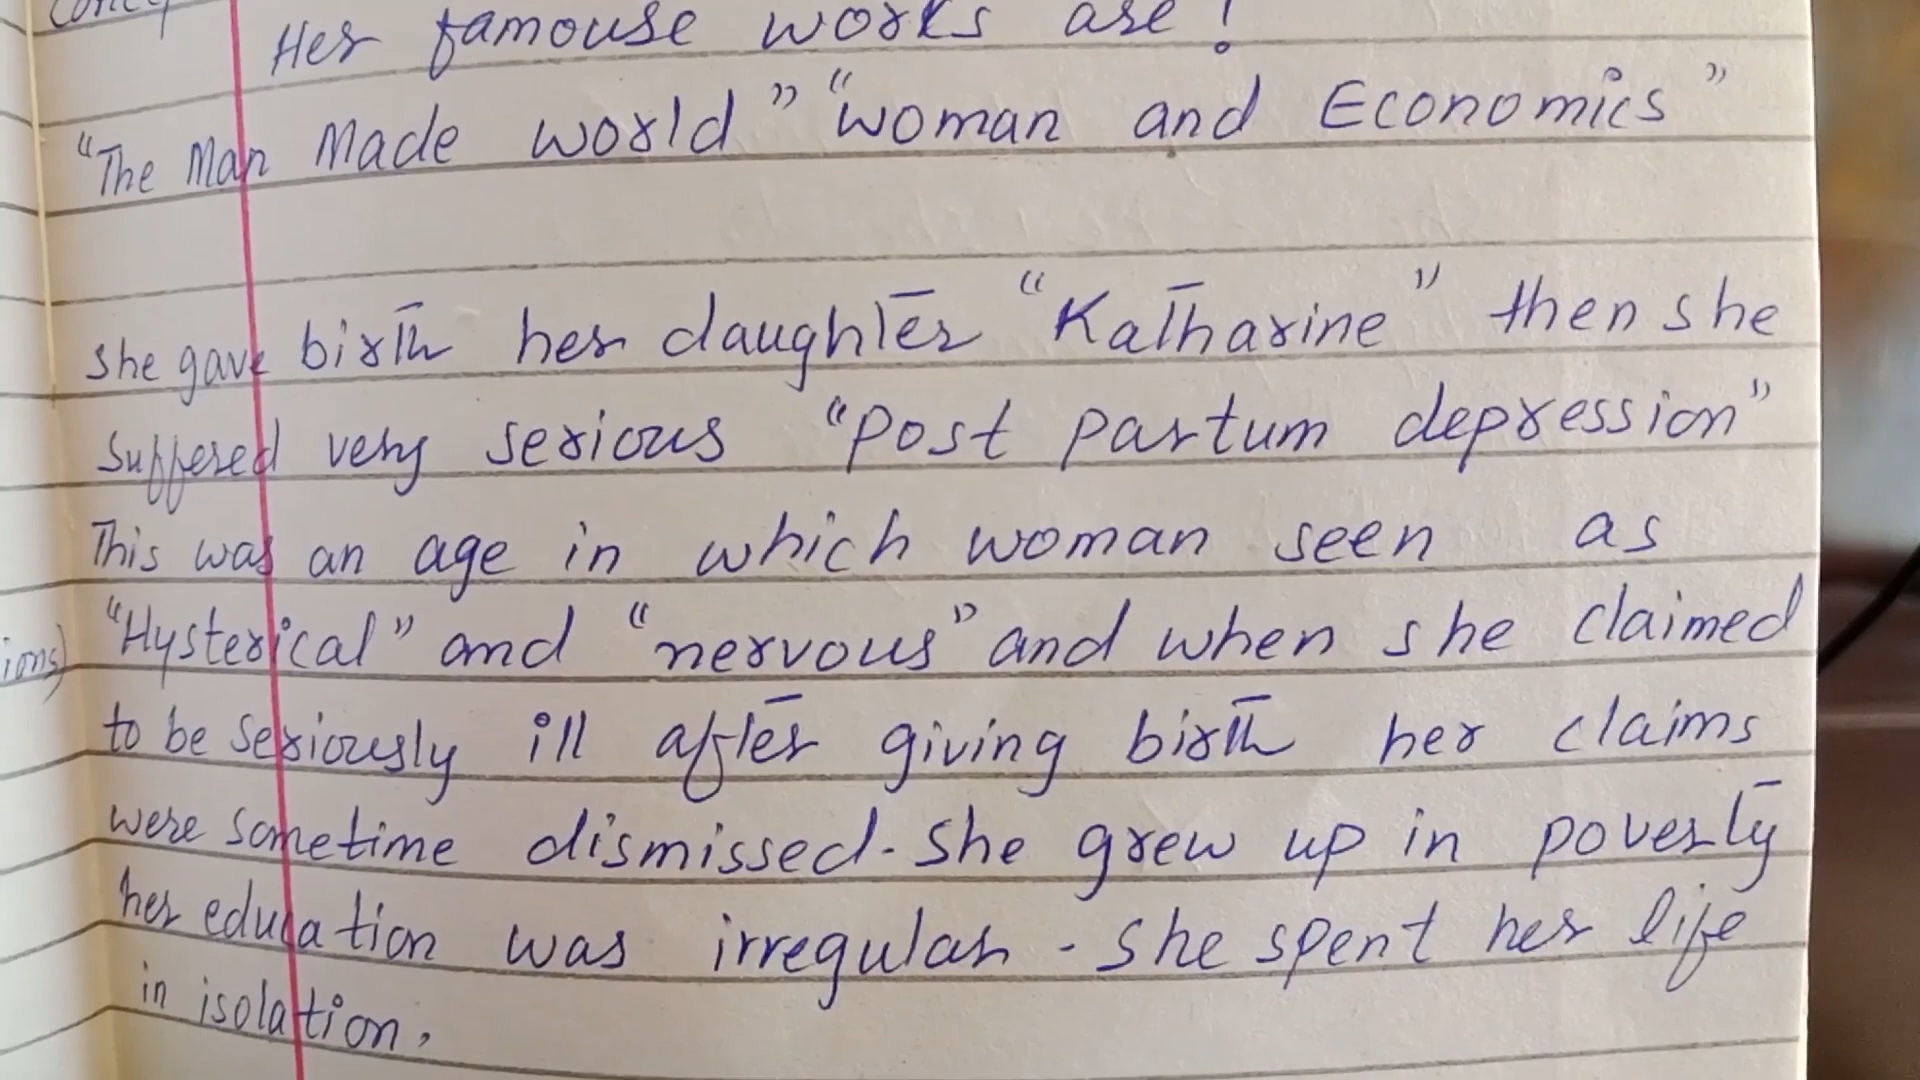 Her famouse works are!
"The Man Made world" "woman and Economics"
she gave birth her daughter "Katharine" then she
suffered very serious "Post partum depression"
This was an age in which woman seen as
"Hysterical" and "nervous" and when she claimed
ions)
to be seriously ill after giving birth her claims
were sometime dismissed. She grew up in poverty
her education was irregular. She spent her life
in isolation.